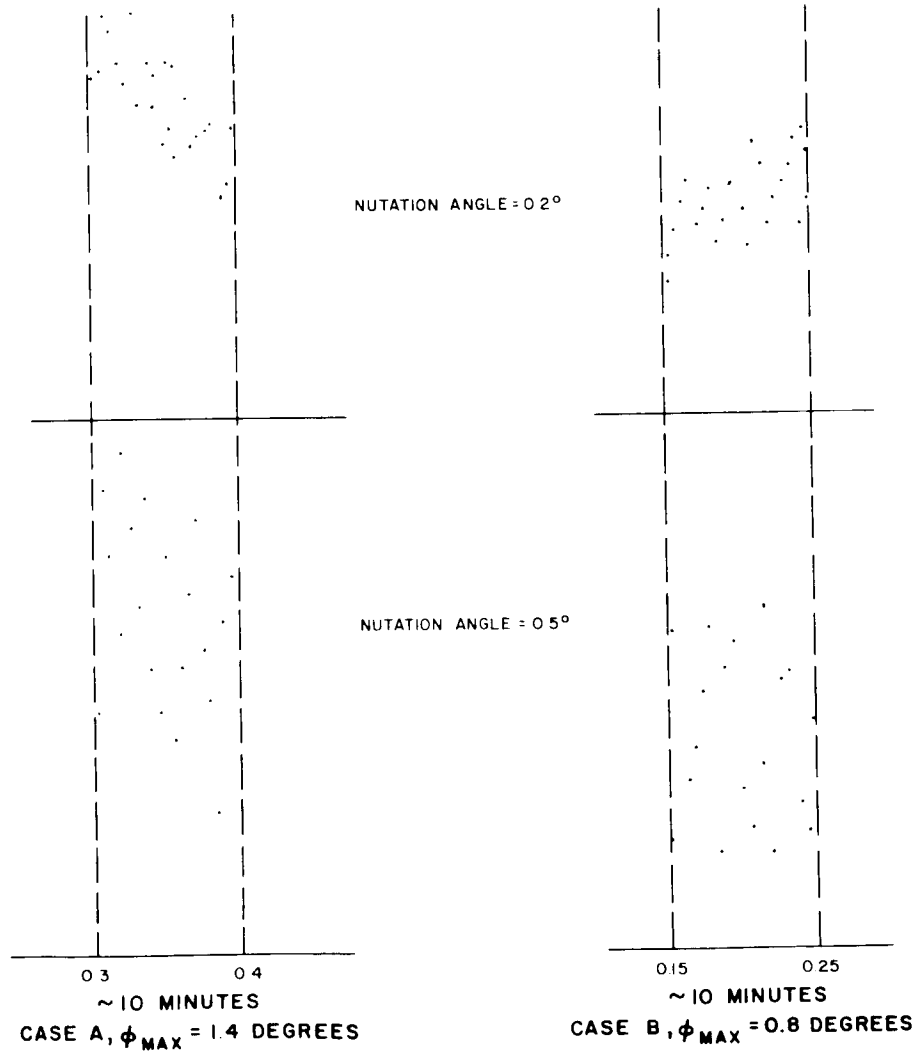 NUTATION ANGLE = 0.2°
NUTATION ANGLE = 0.5°
0.3 0.4
0.15 0.25
~10 MINUTES
~10 MINUTES
CASE A, ϕMAX = 1.4 DEGREES
CASE B, ϕMAX = 0.8 DEGREES